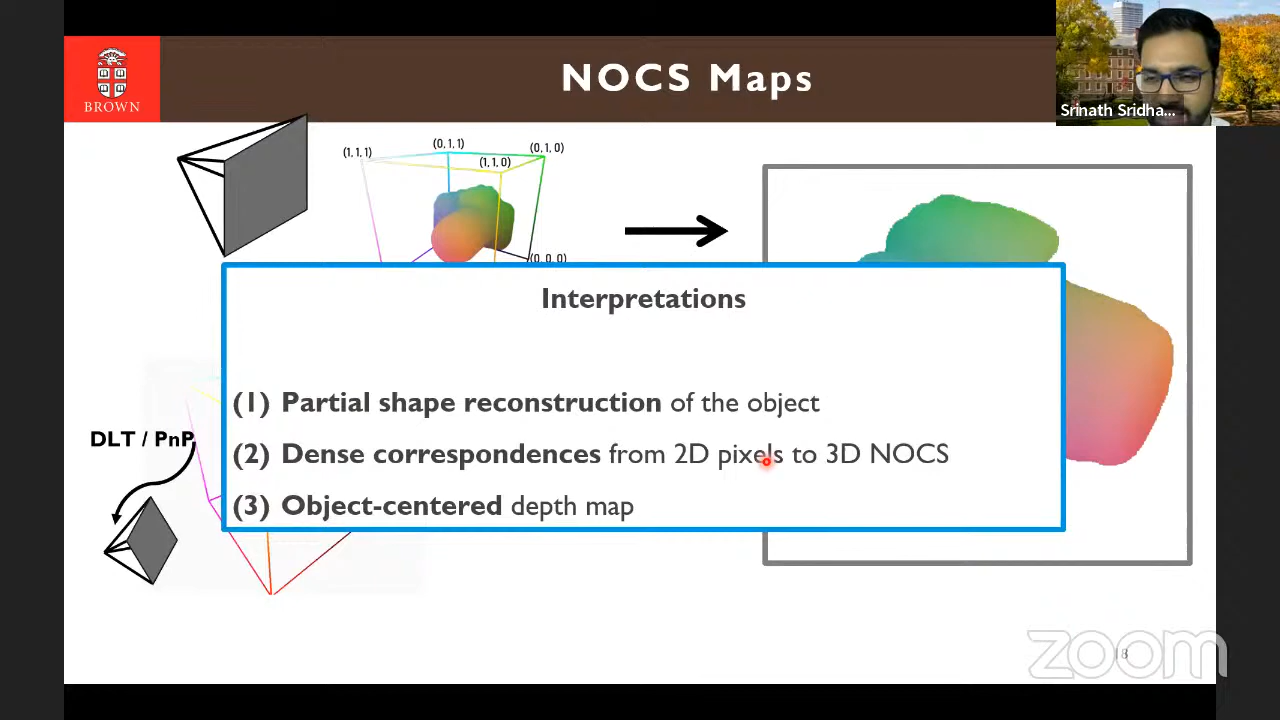 BROWN
NOCS Maps
Srinath Sridha...
(1, 1, 1)
(0, 1, 1)
(0, 1, 0)
(1, 1, 0)
(0, 0, 0)
Interpretations
(1) Partial shape reconstruction of the object
(2) Dense correspondences from 2D pixels to 3D NOCS
(3) Object-centered depth map
DLT / PnP
zoom
18